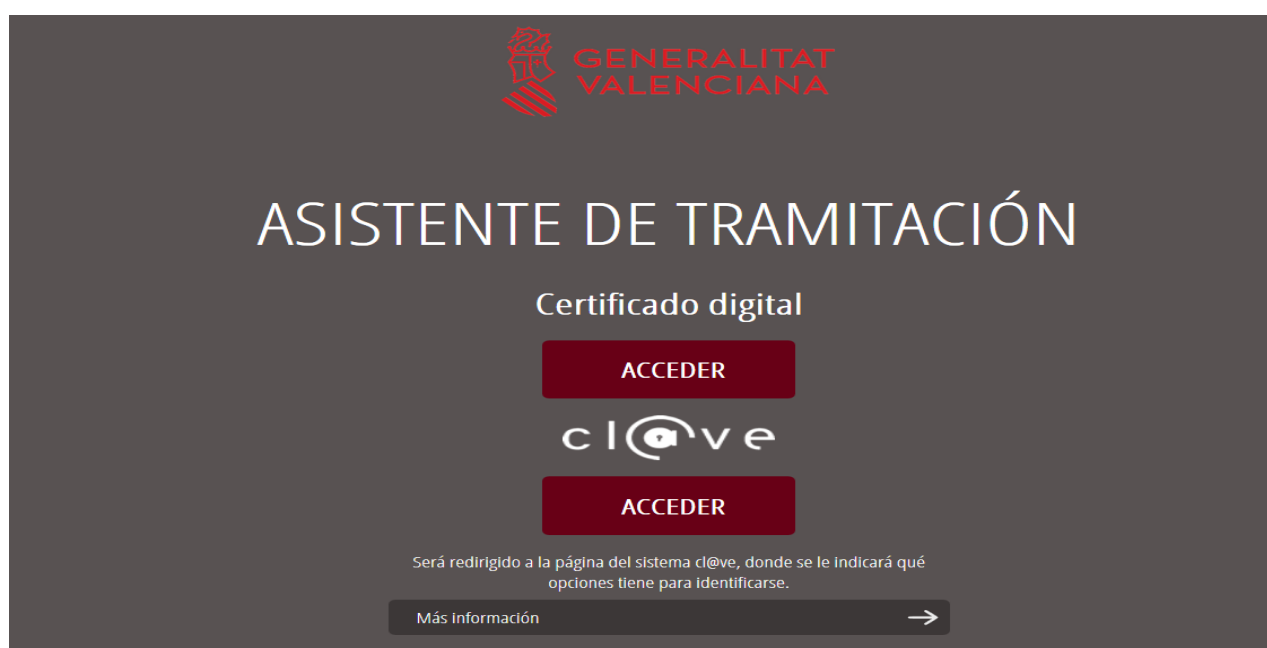 GENERALITAT
VALENCIANA
ASISTENTE DE TRAMITACIÓN
Certificado digital
ACCEDER
cl@ve
ACCEDER
Será redirigido a la página del sistema cl@ve, donde se le indicará qué
opciones tiene para identificarse.
Más información